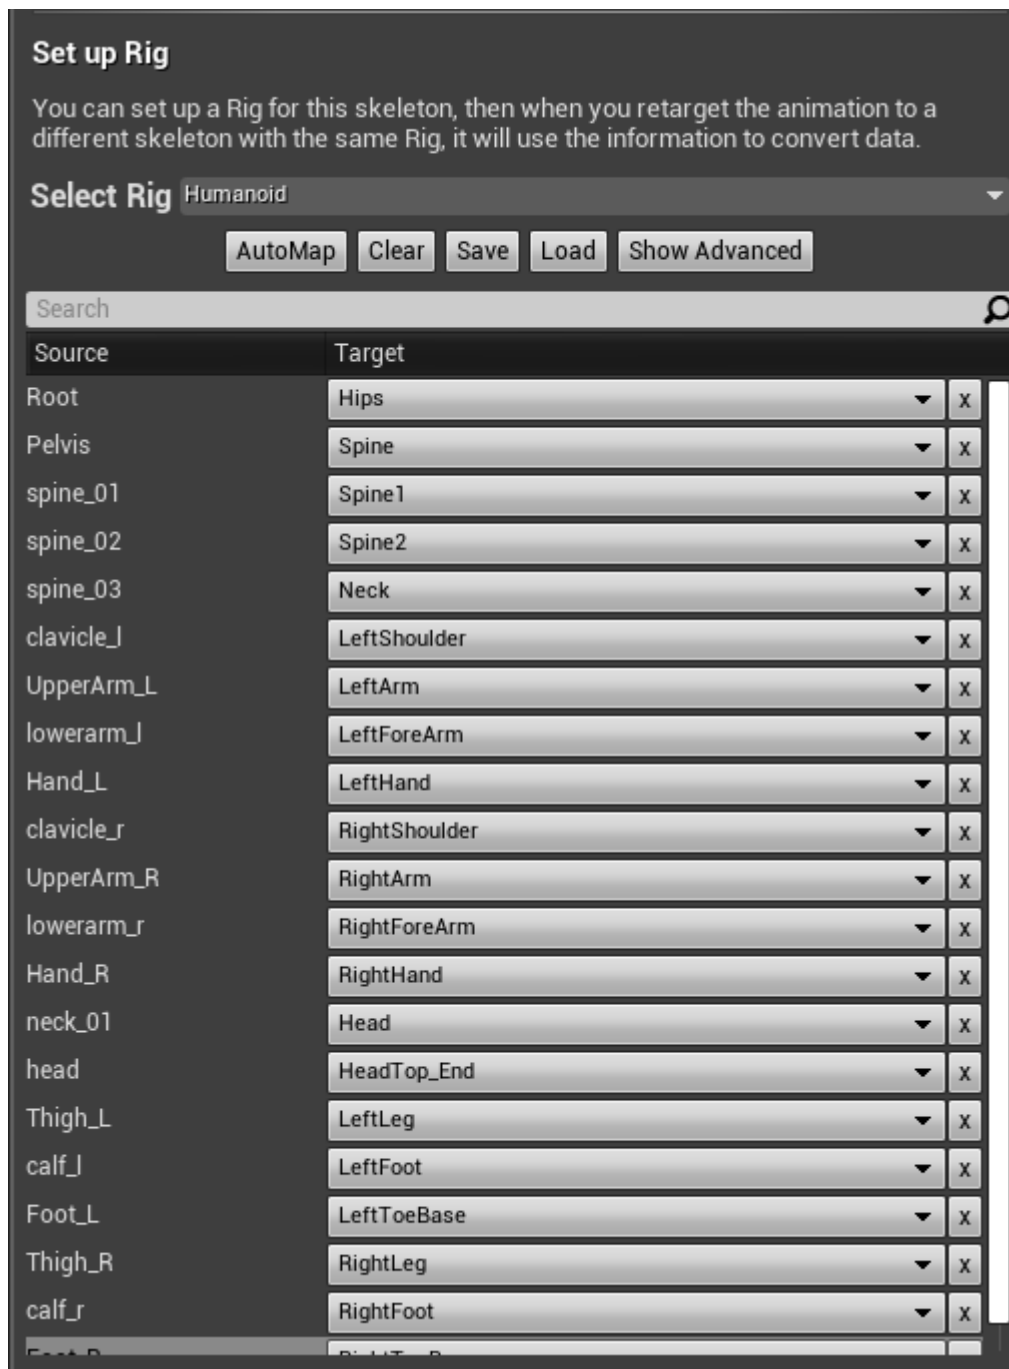 Set up Rig
You can set up a Rig for this skeleton, then when you retarget the animation to a
different skeleton with the same Rig, it will use the information to convert data.
Select Rig Humanoid
AutoMap Clear Save Load Show Advanced
Search
Source Target
Root Hips x
Pelvis Spine x
spine_01 Spine1 x
spine_02 Spine2 x
spine_03 Neck x
clavicle_l LeftShoulder x
UpperArm_L LeftArm x
lowerarm_l LeftForeArm x
Hand_L LeftHand x
clavicle_r RightShoulder x
UpperArm_R RightArm x
lowerarm_r RightForeArm x
Hand_R RightHand x
neck_01 Head x
head HeadTop_End x
Thigh_L LeftLeg x
calf_l LeftFoot x
Foot_L LeftToeBase x
Thigh_R RightLeg x
calf_r RightFoot x